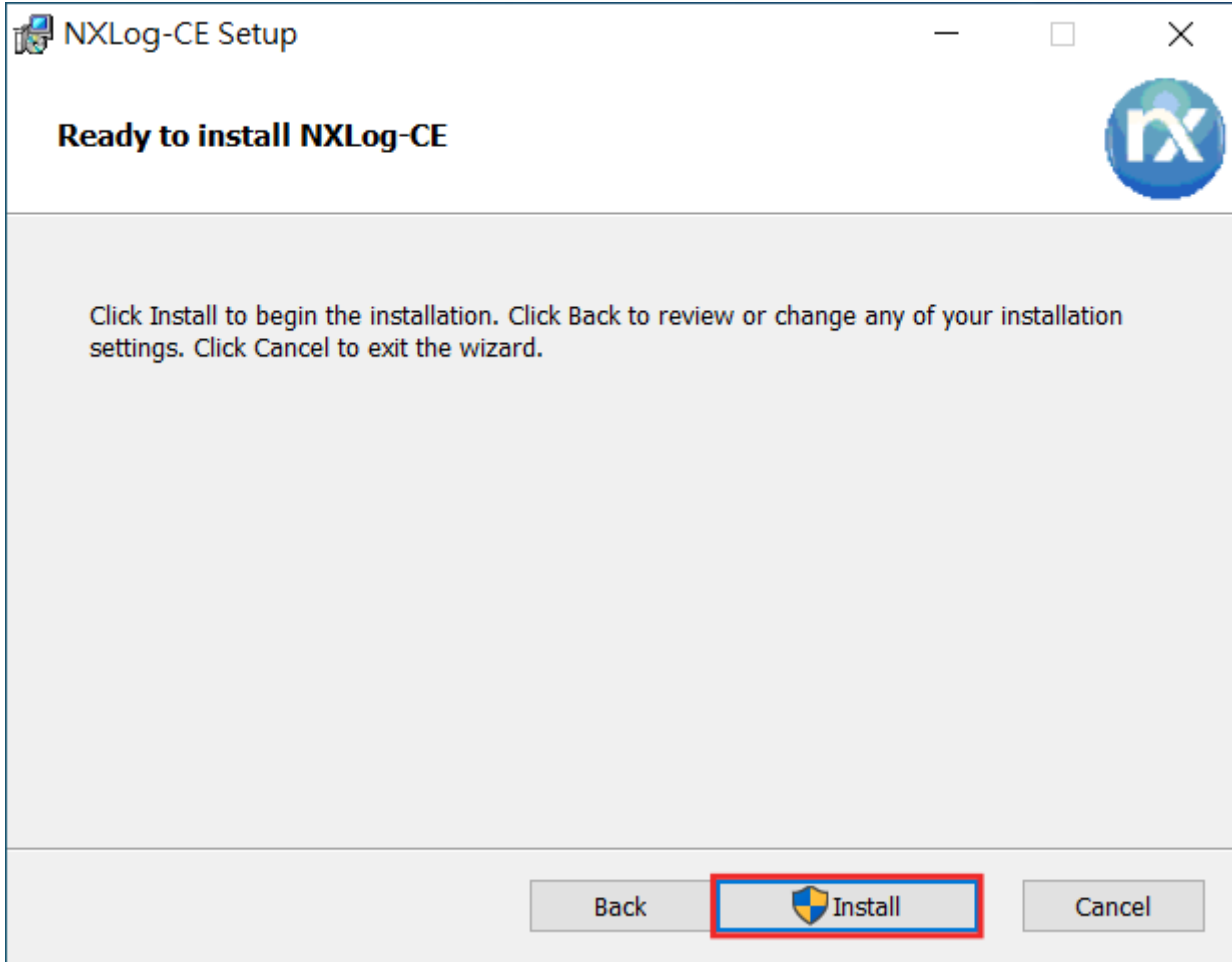 NXLog-CE Setup
Ready to install NXLog-CE
nx
Click Install to begin the installation. Click Back to review or change any of your installation
settings. Click Cancel to exit the wizard.
Back
Install
Cancel